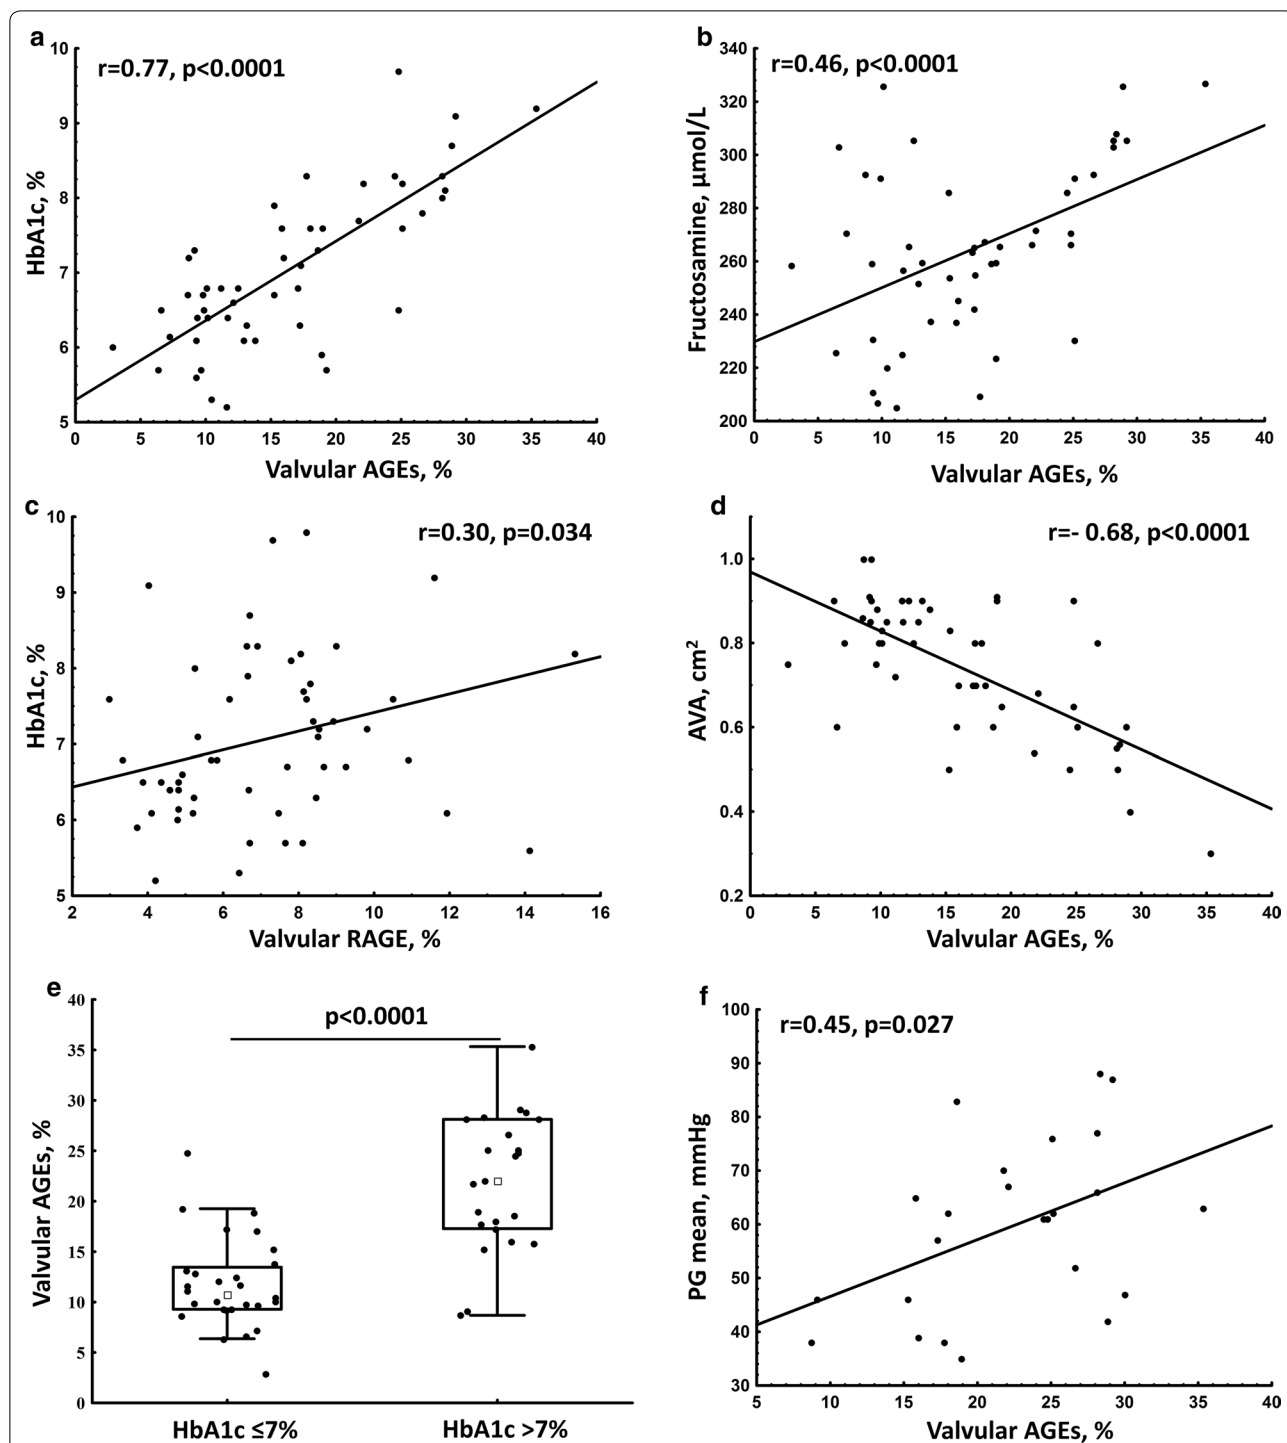 a
r=0.77, p<0.0001
HbA1c, %
10
9
8
7
6
5
0 5 10 15 20 25 30 35 40
Valvular AGEs, %
b
r=0.46, p<0.0001
Fructosamine, µmol/L
340
320
300
280
260
240
220
200
0 5 10 15 20 25 30 35 40
Valvular AGEs, %
c
r=0.30, p=0.034
HbA1c, %
10
9
8
7
6
5
2 4 6 8 10 12 14 16
Valvular RAGE, %
d
r=- 0.68, p<0.0001
AVA, cm²
1.0
0.8
0.6
0.4
0.2
0 5 10 15 20 25 30 35 40
Valvular AGEs, %
e
p<0.0001
Valvular AGEs, %
40
35
30
25
20
15
10
5
0
HbA1c ≤7% HbA1c >7%
f
r=0.45, p=0.027
PG mean, mmHg
100
90
80
70
60
50
40
30
5 10 15 20 25 30 35 40
Valvular AGEs, %